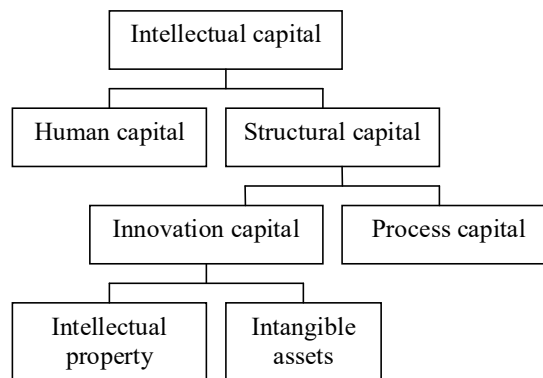 Intellectual capital
Human capital
Structural capital
Innovation capital
Process capital
Intellectual
property
Intangible
assets